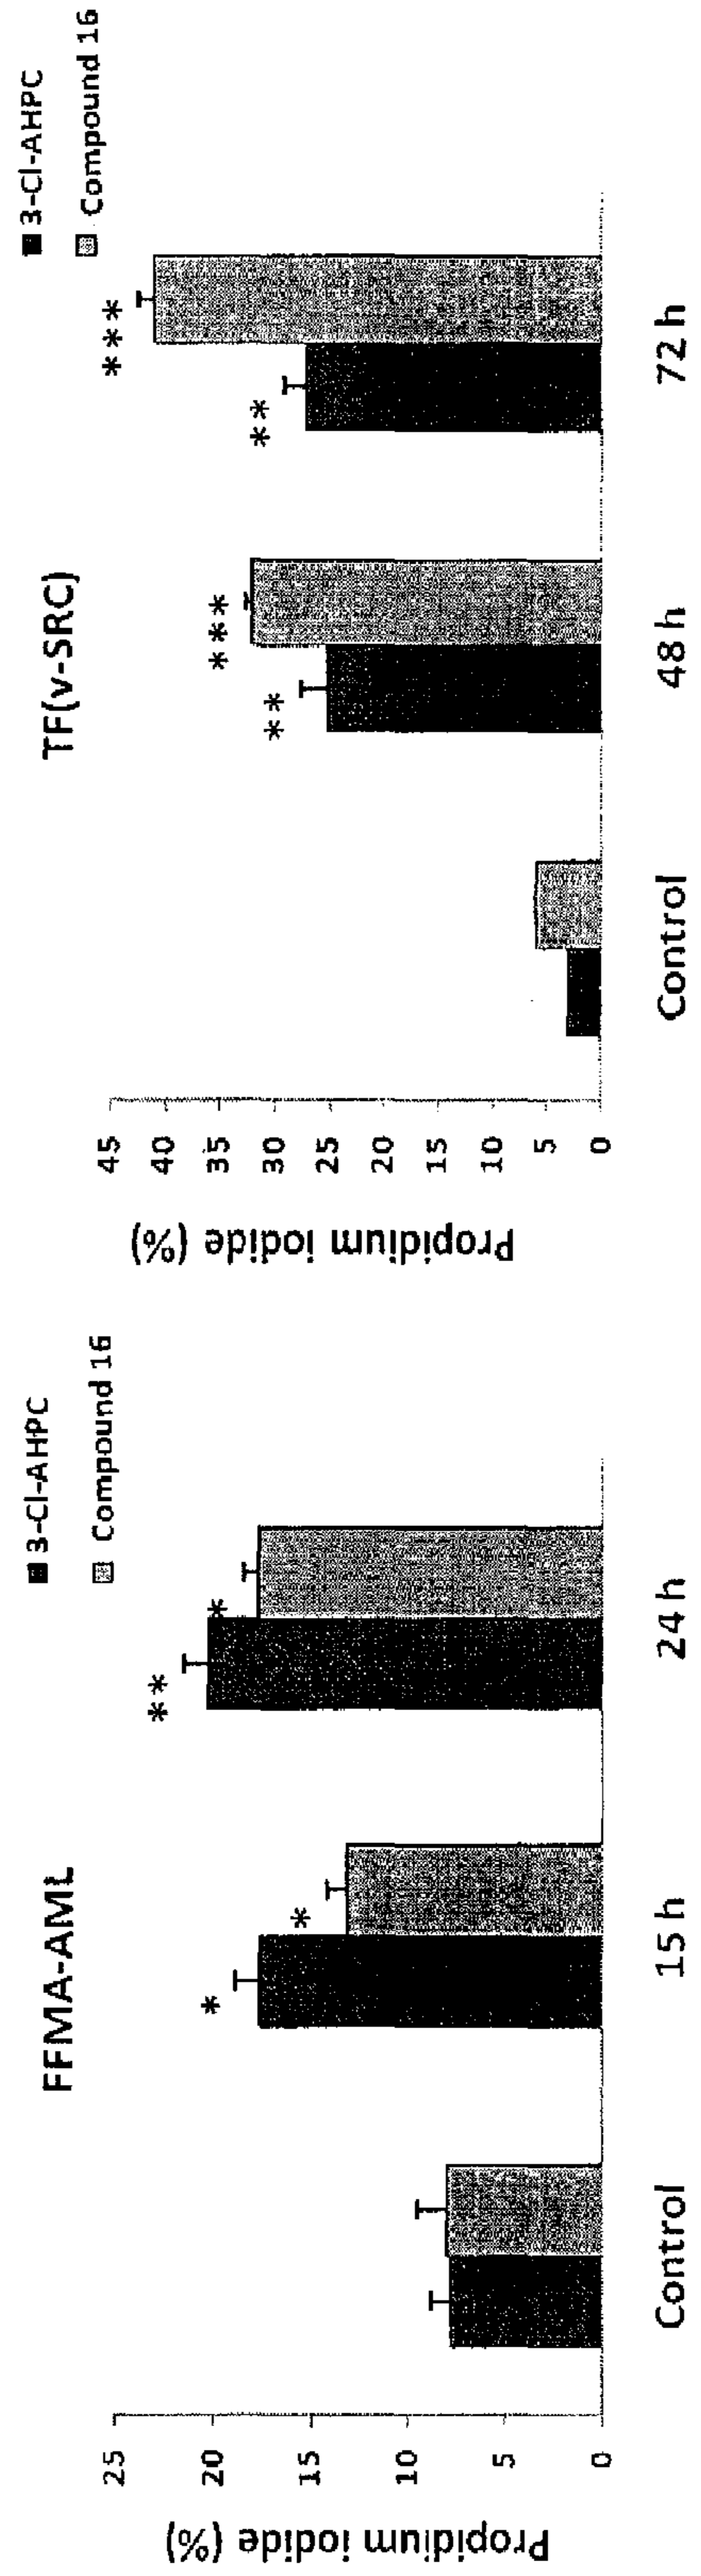 FFMA-AML
3-Cl-AHPC
Compound 16
Propidium iodide (%)
25
20
15
10
5
0
*
*
**
*
Control
15 h
24 h
TF(v-SRC)
3-Cl-AHPC
Compound 16
Propidium iodide (%)
45
40
35
30
25
20
15
10
5
0
**
***
**
***
Control
48 h
72 h